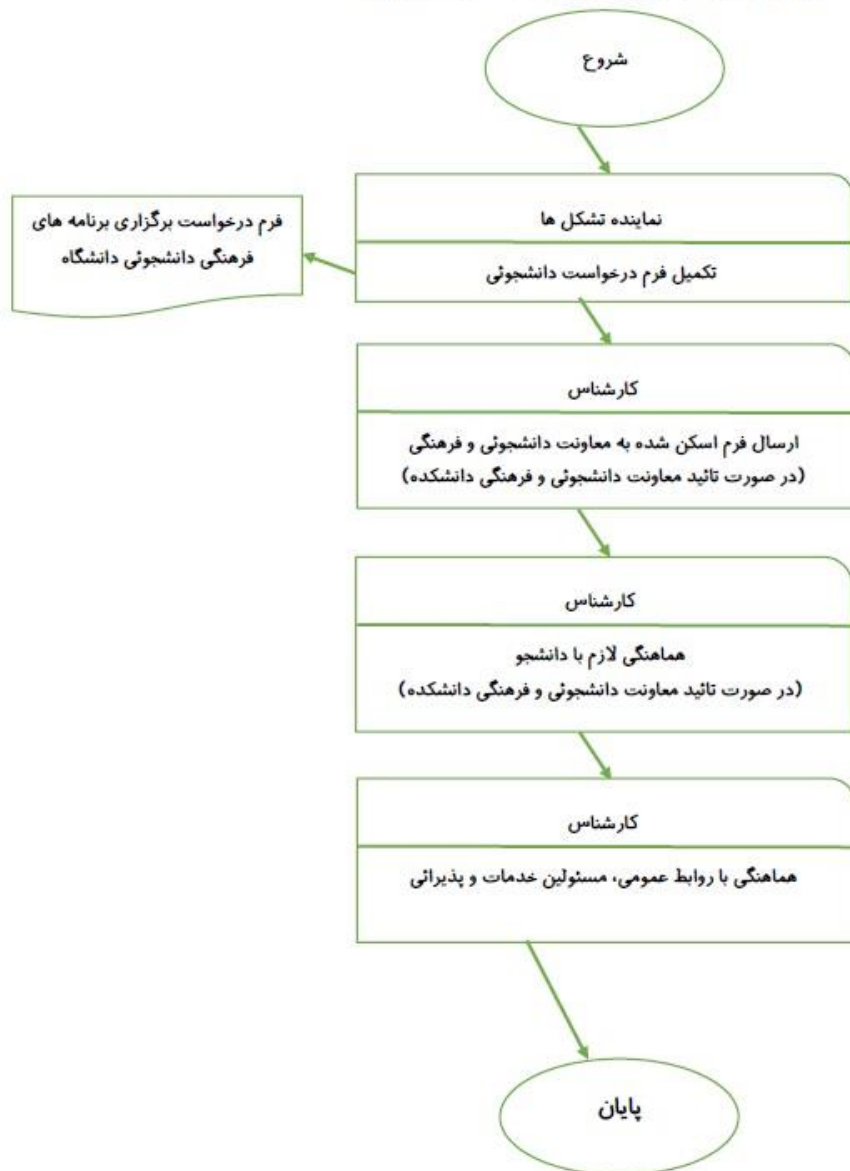 شروع
نماینده تشکل ها
تکمیل فرم درخواست دانشجوئی
فرم درخواست برگزاری برنامه های
فرهنگی دانشجوئی دانشگاه
کارشناس
ارسال فرم اسکن شده به معاونت دانشجوئی و فرهنگی
(در صورت تائید معاونت دانشجوئی و فرهنگی دانشکده)
کارشناس
هماهنگی لازم با دانشجو
(در صورت تائید معاونت دانشجوئی و فرهنگی دانشکده)
کارشناس
هماهنگی با روابط عمومی، مسئولین خدمات و پذیرائی
پایان